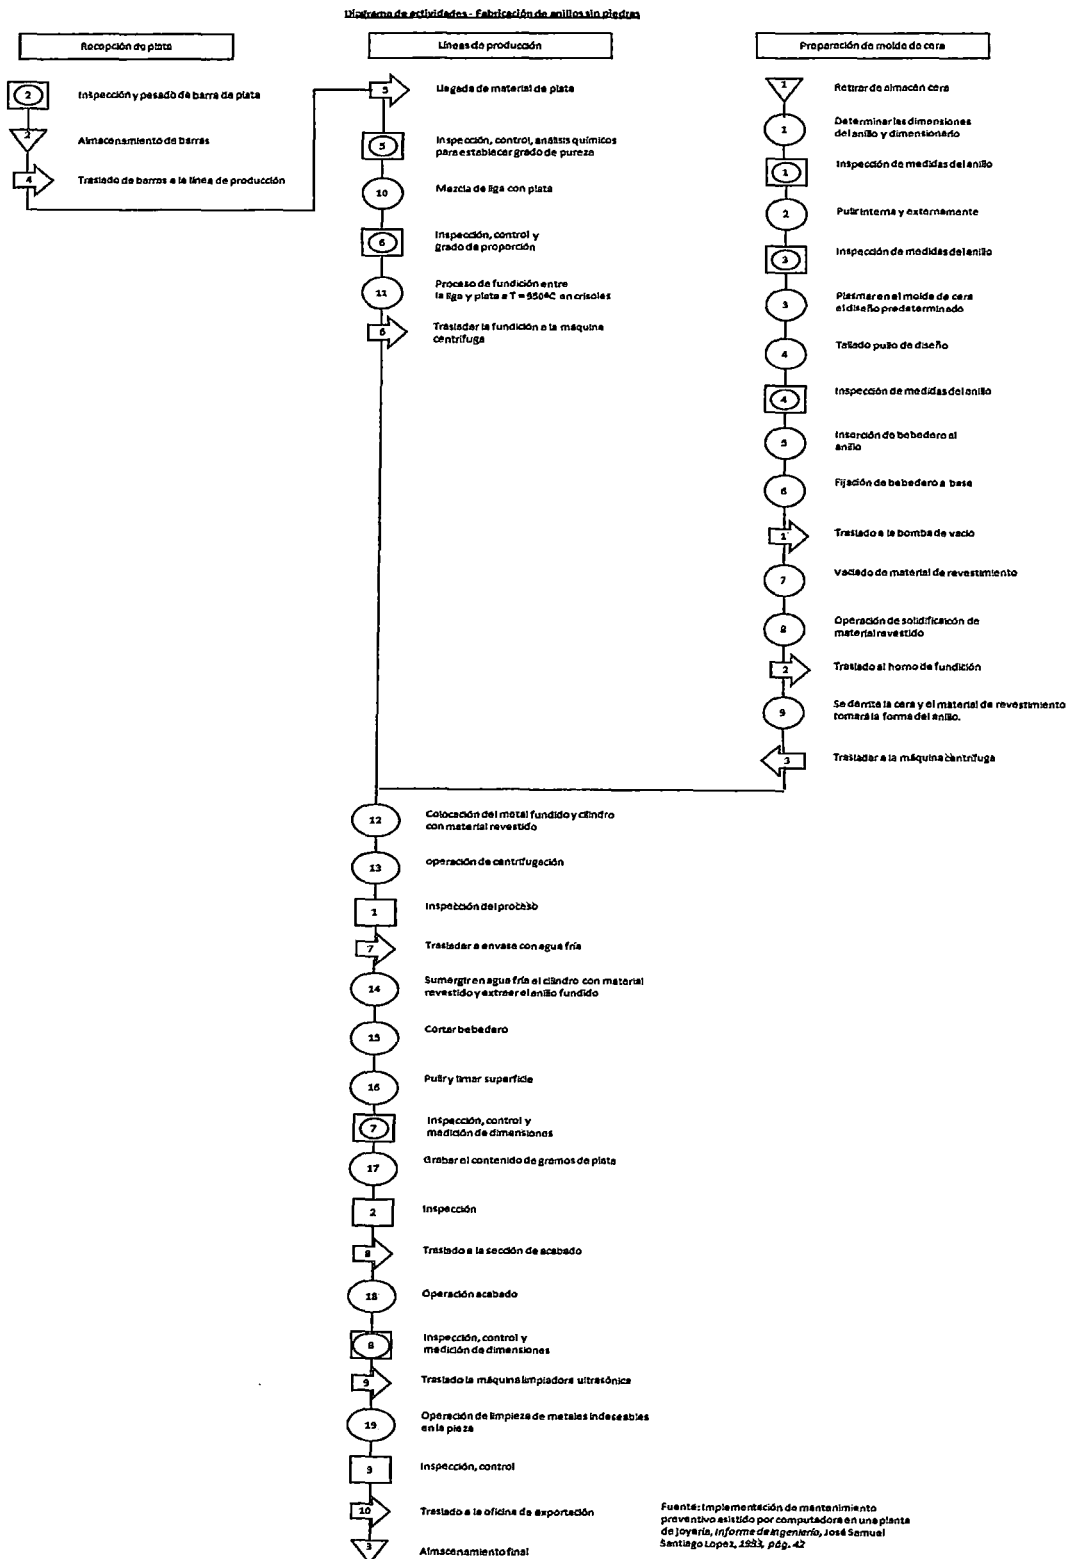 Diagrama de actividades - Fabricación de anillos sin piedras
Recepción de plata
2
Inspección y pesado de barra de plata
2
Almacenamiento de barras
4
Traslado de barros a la línea de producción
Líneas de producción
5
Llegada de material de plata
5
Inspección, control, análisis químicos
para establecer grado de pureza
10
Mezcla de liga con plata
6
Inspección, control y
grado de proporción
11
Proceso de fundición entre
la liga y plata a T = 950ºC en crisoles
6
Trasladar la fundición a la máquina
centrífuga
Preparación de molde de cera
1
Retirar de almacén cera
1
Determinar las dimensiones
del anillo y dimensionarlo
1
Inspección de medidas del anillo
2
Pulir interna y externamente
3
Inspección de medidas del anillo
3
Plasmar en el molde de cera
el diseño predeterminado
4
Tallado pulio de diseño
4
Inspección de medidas del anillo
5
Inserción de bebedero al
anillo
6
Fijación de bebedero a base
1
Traslado a la bomba de vació
7
Vaciado de material de revestimiento
8
Operación de solidificaicón de
material revestido
2
Traslado al horno de fundición
9
Se derrite la cera y el material de revestimiento
tomará la forma del anillo.
3
Trasladar a la máquina centrífuga
12
Colocación del metal fundido y cilindro
con material revestido
13
operación de centrifugación
1
Inspección del proceso
7
Trasladar a envase con agua fría
14
Sumergir en agua fría el cilindro con material
revestido y extraer el anillo fundido
15
Cortar bebedero
16
Pulir y limar superficie
7
Inspección, control y
medición de dimensiones
17
Grabar el contenido de gramos de plata
2
Inspección
8
Traslado a la sección de acabado
18
Operación acabado
8
Inspección, control y
medición de dimensiones
9
Traslado la máquina limpiadora ultrasónica
19
Operación de limpieza de metales indeseables
en la pieza
3
Inspección, control
10
Traslado a la oficina de exportación
3
Almacenamiento final
Fuente: Implementación de mantenimiento
preventivo asistido por computadora en una planta
de joyería, Informe de Ingeniería, José Samuel
Santiago Lopez, 1993, pág. 42